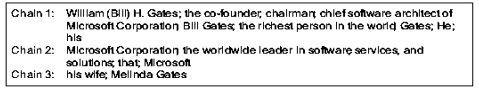 Chain 1: William (Bill) H. Gates; the co-founder; chairman; chief software architect of
Microsoft Corporation; Bill Gates; the richest person in the world; Gates; He;
his
Chain 2: Microsoft Corporation; the worldwide leader in software, services, and
solutions; that; Microsoft
Chain 3: his wife; Melinda Gates